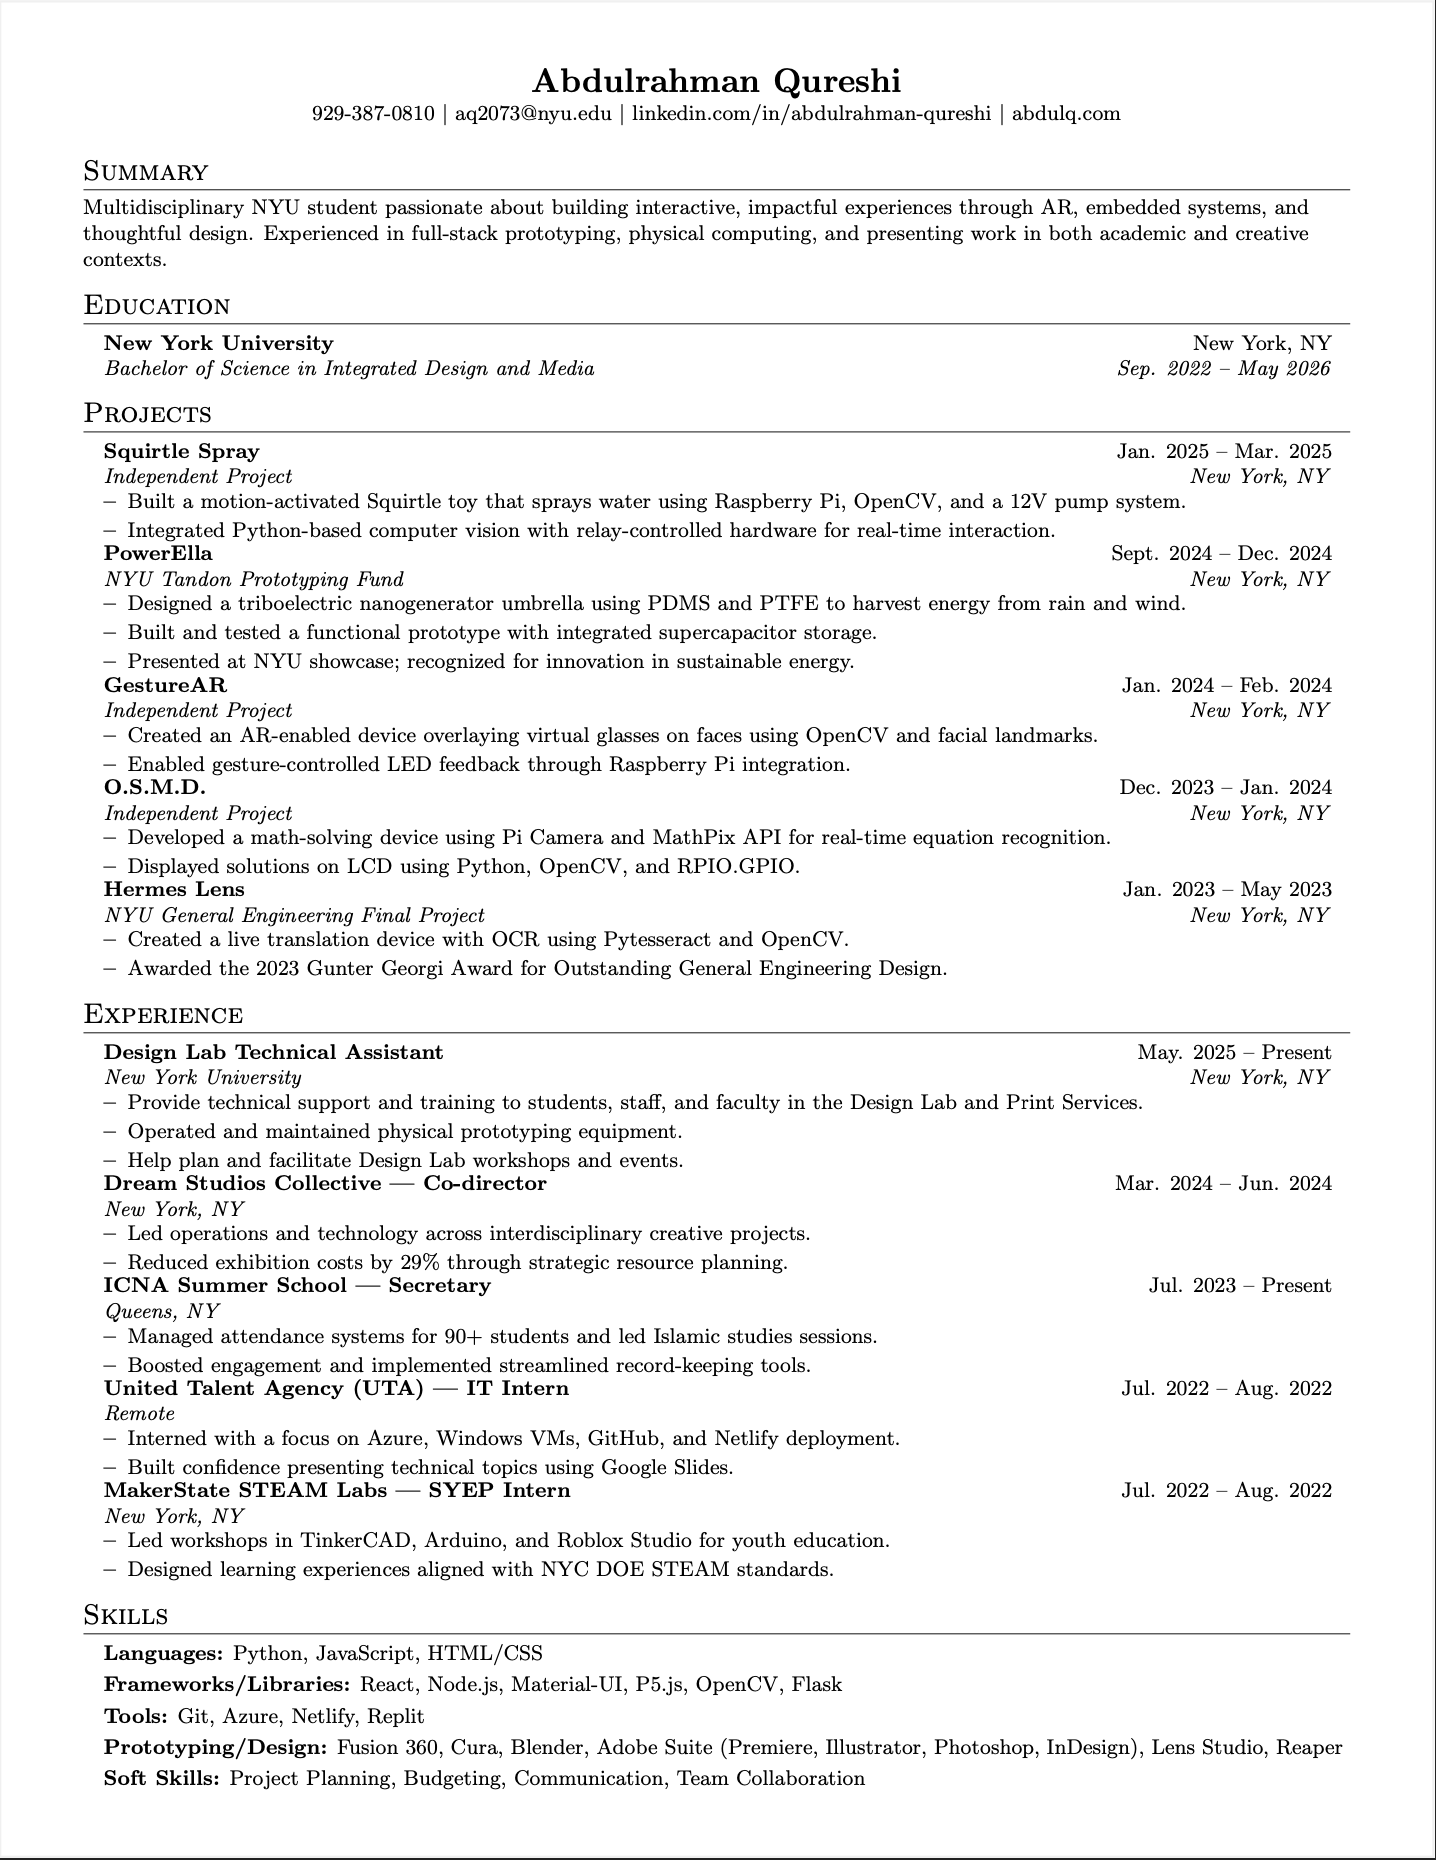 Abdulrahman Qureshi
929-387-0810 | aq2073@nyu.edu | linkedin.com/in/abdulrahman-qureshi | abdulq.com
Summary
Multidisciplinary NYU student passionate about building interactive, impactful experiences through AR, embedded systems, and
thoughtful design. Experienced in full-stack prototyping, physical computing, and presenting work in both academic and creative
contexts.
Education
New York University New York, NY
Bachelor of Science in Integrated Design and Media Sep. 2022 – May 2026
Projects
Squirtle Spray Jan. 2025 – Mar. 2025
Independent Project New York, NY
– Built a motion-activated Squirtle toy that sprays water using Raspberry Pi, OpenCV, and a 12V pump system.
– Integrated Python-based computer vision with relay-controlled hardware for real-time interaction.
PowerElla Sept. 2024 – Dec. 2024
NYU Tandon Prototyping Fund New York, NY
– Designed a triboelectric nanogenerator umbrella using PDMS and PTFE to harvest energy from rain and wind.
– Built and tested a functional prototype with integrated supercapacitor storage.
– Presented at NYU showcase; recognized for innovation in sustainable energy.
GestureAR Jan. 2024 – Feb. 2024
Independent Project New York, NY
– Created an AR-enabled device overlaying virtual glasses on faces using OpenCV and facial landmarks.
– Enabled gesture-controlled LED feedback through Raspberry Pi integration.
O.S.M.D. Dec. 2023 – Jan. 2024
Independent Project New York, NY
– Developed a math-solving device using Pi Camera and MathPix API for real-time equation recognition.
– Displayed solutions on LCD using Python, OpenCV, and RPIO.GPIO.
Hermes Lens Jan. 2023 – May 2023
NYU General Engineering Final Project New York, NY
– Created a live translation device with OCR using Pytesseract and OpenCV.
– Awarded the 2023 Gunter Georgi Award for Outstanding General Engineering Design.
Experience
Design Lab Technical Assistant May. 2025 – Present
New York University New York, NY
– Provide technical support and training to students, staff, and faculty in the Design Lab and Print Services.
– Operated and maintained physical prototyping equipment.
– Help plan and facilitate Design Lab workshops and events.
Dream Studios Collective — Co-director Mar. 2024 – Jun. 2024
New York, NY
– Led operations and technology across interdisciplinary creative projects.
– Reduced exhibition costs by 29% through strategic resource planning.
ICNA Summer School — Secretary Jul. 2023 – Present
Queens, NY
– Managed attendance systems for 90+ students and led Islamic studies sessions.
– Boosted engagement and implemented streamlined record-keeping tools.
United Talent Agency (UTA) — IT Intern Jul. 2022 – Aug. 2022
Remote
– Interned with a focus on Azure, Windows VMs, GitHub, and Netlify deployment.
– Built confidence presenting technical topics using Google Slides.
MakerState STEAM Labs — SYEP Intern Jul. 2022 – Aug. 2022
New York, NY
– Led workshops in TinkerCAD, Arduino, and Roblox Studio for youth education.
– Designed learning experiences aligned with NYC DOE STEAM standards.
Skills
Languages: Python, JavaScript, HTML/CSS
Frameworks/Libraries: React, Node.js, Material-UI, P5.js, OpenCV, Flask
Tools: Git, Azure, Netlify, Replit
Prototyping/Design: Fusion 360, Cura, Blender, Adobe Suite (Premiere, Illustrator, Photoshop, InDesign), Lens Studio, Reaper
Soft Skills: Project Planning, Budgeting, Communication, Team Collaboration